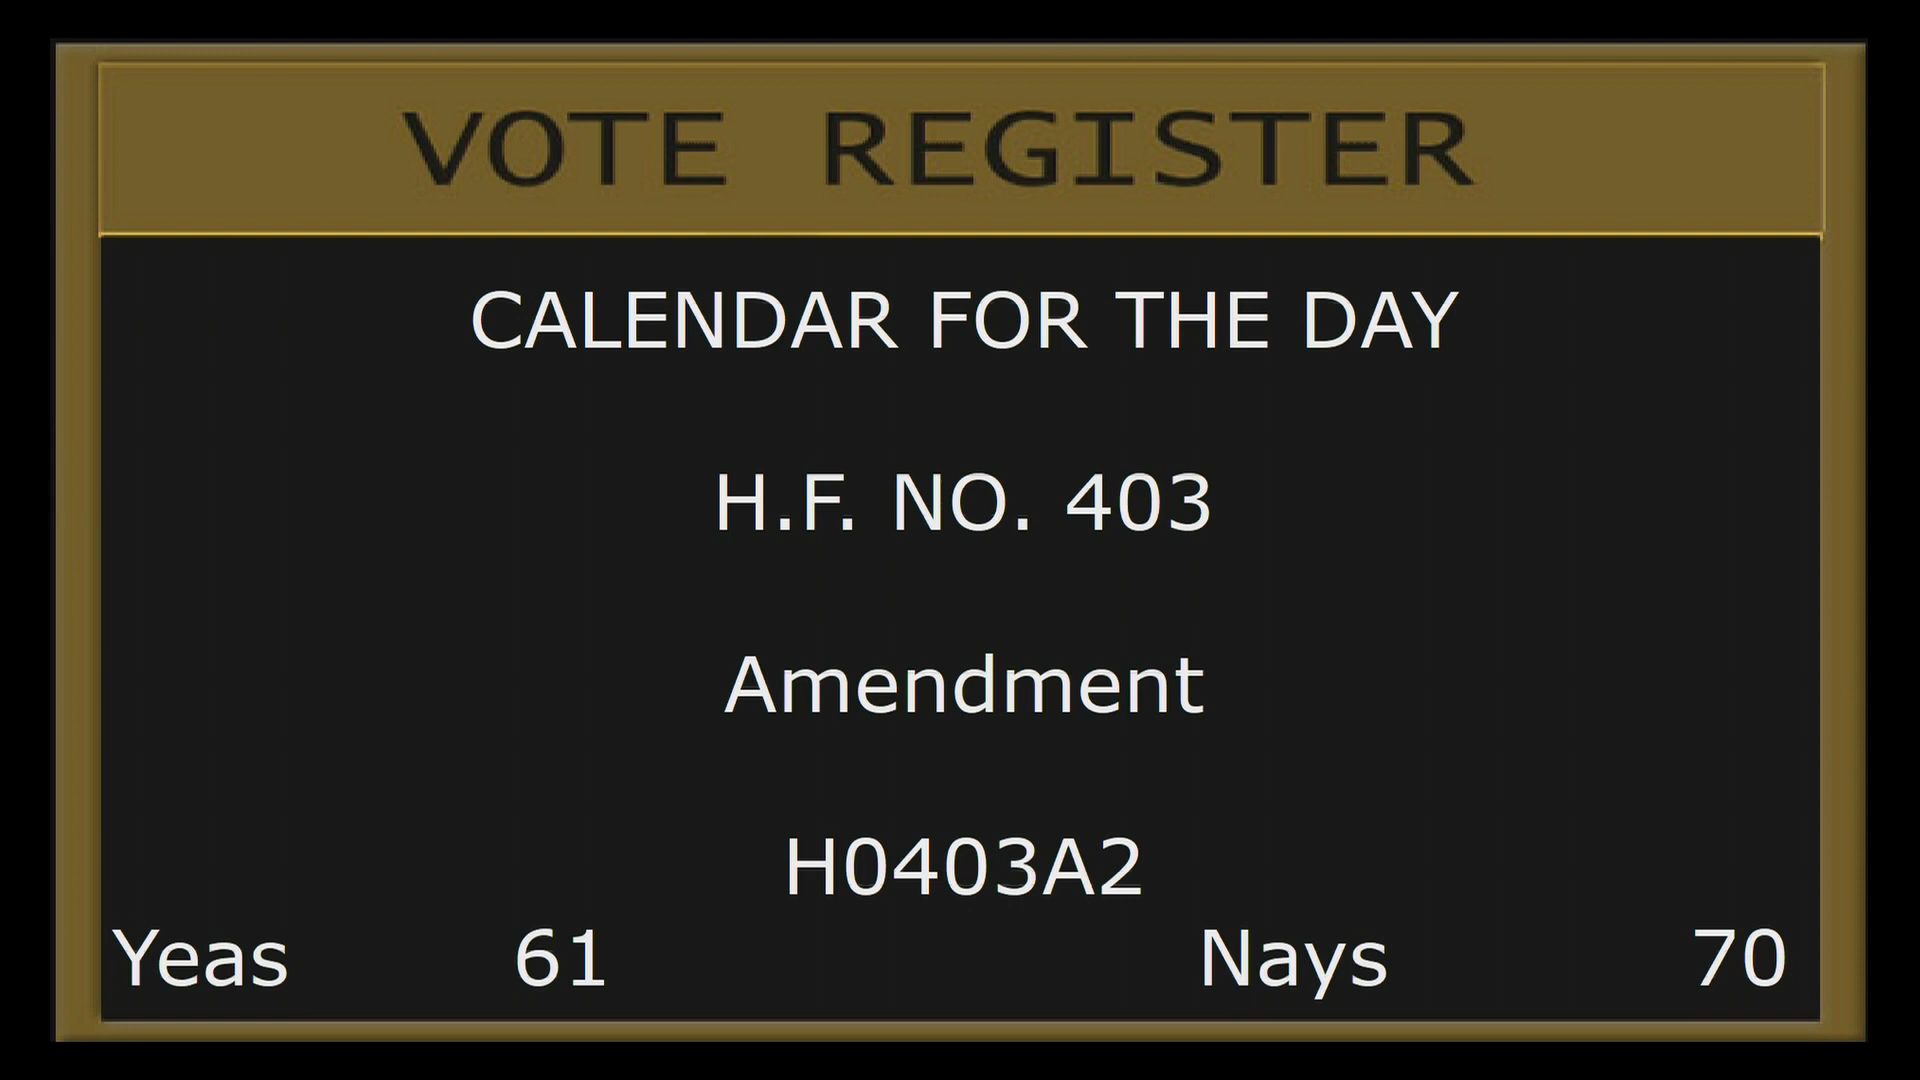 VOTE REGISTER
CALENDAR FOR THE DAY
H.F. NO. 403
Amendment
H0403A2
Yeas 61 Nays 70